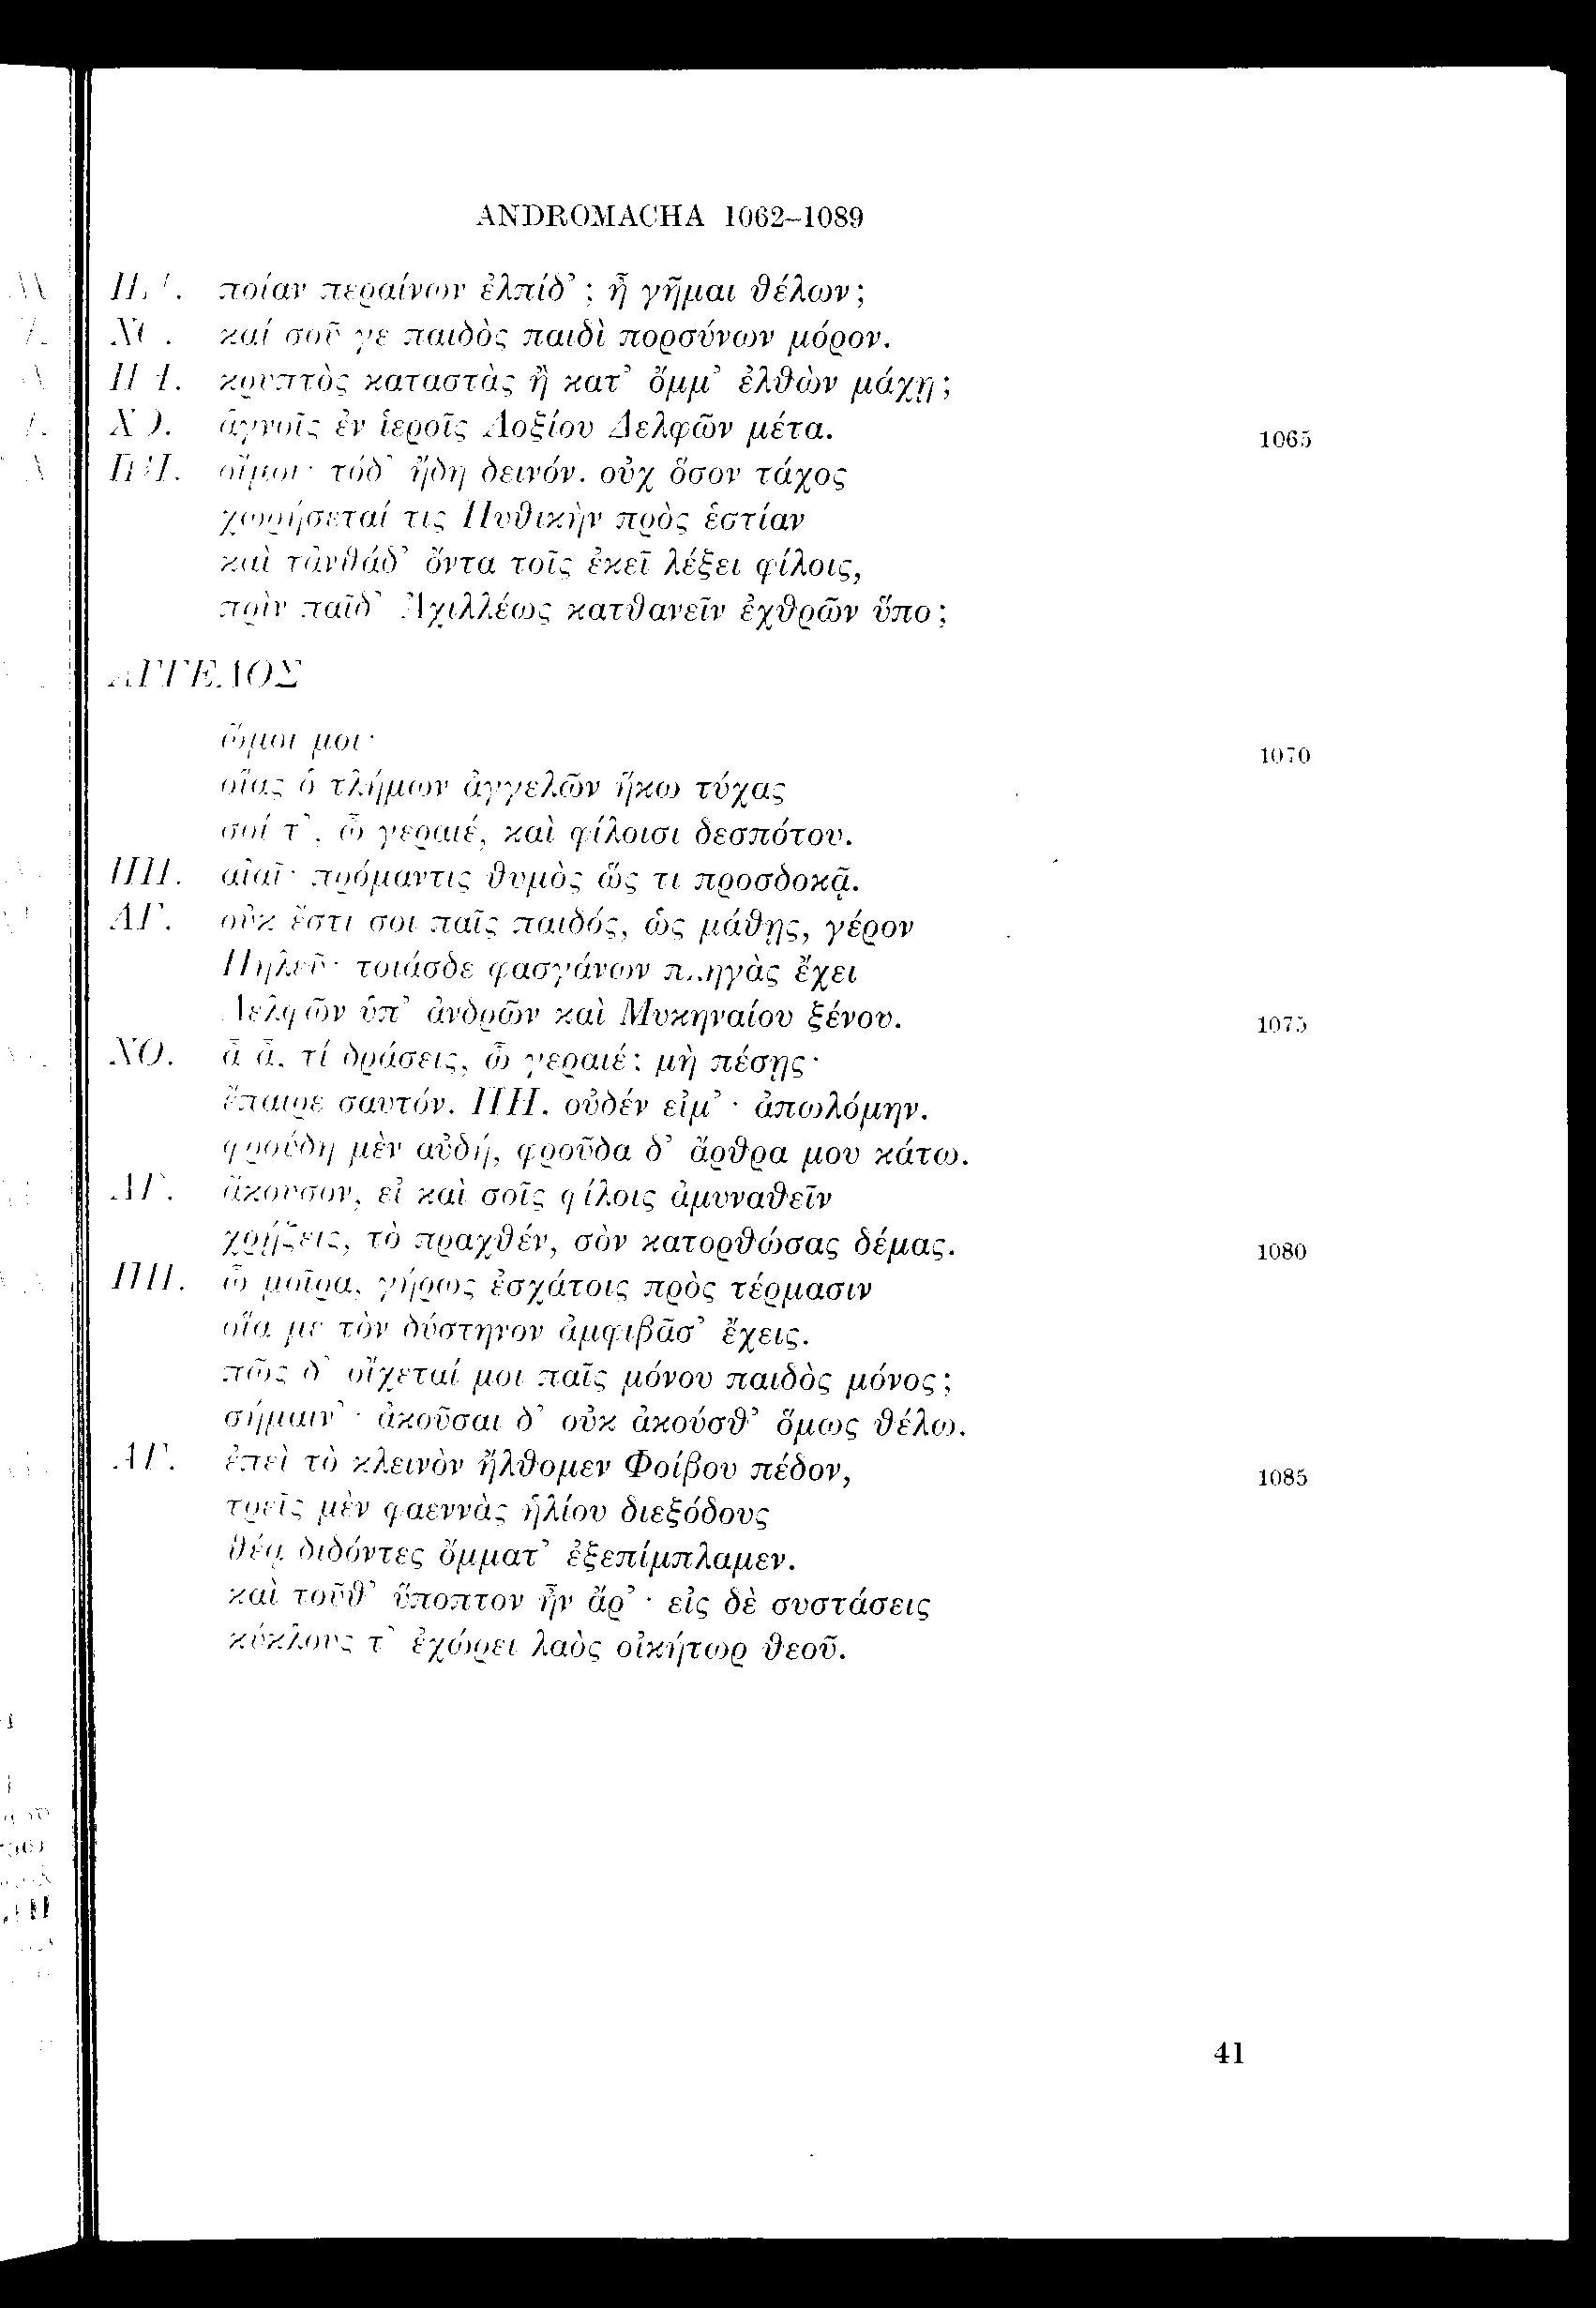 ANDROMACHA 1062–1089
ΠΗ. ποίαν περαίνων ἐλπίδ’; ἦ γῆμαι θέλων;
ΧΟ. καί σοῦ γε παιδὸς παιδὶ πορσύνων μόρον.
ΠΗ. κρυπτὸς καταστὰς ἢ κατ’ ὄμμ’ ἐλθὼν μάχῃ;
ΧΟ. ἁγνοῖς ἐν ἱεροῖς Λοξίου Δελφῶν μέτα. 1065
ΠΗ. οἴμοι· τόδ’ ἤδη δεινόν. οὐχ ὅσον τάχος
χωρήσεταί τις Πυθικὴν πρὸς ἑστίαν
καὶ τἀνθάδ’ ὄντα τοῖς ἐκεῖ λέξει φίλοις,
πρὶν παῖδ’ Ἀχιλλέως κατθανεῖν ἐχθρῶν ὕπο;
ΑΓΓΕΛΟΣ
ὤμοι μοι· 1070
οἵας ὁ τλήμων ἀγγελῶν ἥκω τύχας
σοί τ’, ὦ γεραιέ, καὶ φίλοισι δεσπότου.
ΠΗ. αἰαῖ· πρόμαντις θυμὸς ὥς τι προσδοκᾷ.
ΑΓ. οὐκ ἔστι σοι παῖς παιδός, ὡς μάθῃς, γέρον
Πηλεῦ· τοιάσδε φασγάνων πληγὰς ἔχει
Δελφῶν ὑπ’ ἀνδρῶν καὶ Μυκηναίου ξένου. 1075
ΧΟ. ἆ ἆ, τί δράσεις, ὦ γεραιέ; μὴ πέσῃς·
ἔπαιρε σαυτόν. ΠΗ. οὐδέν εἰμ’· ἀπωλόμην.
φρούδη μὲν αὐδή, φροῦδα δ’ ἄρθρα μου κάτω.
ΑΓ. ἄκουσον, εἰ καὶ σοῖς φίλοις ἀμυναθεῖν
χρῄζεις, τὸ πραχθέν, σὸν κατορθώσας δέμας. 1080
ΠΗ. ὦ μοῖρα, γήρως ἐσχάτοις πρὸς τέρμασιν
οἵα με τὸν δύστηνον ἀμφιβᾶσ’ ἔχεις.
πῶς δ’ οἴχεταί μοι παῖς μόνου παιδὸς μόνος;
σήμαιν’· ἀκοῦσαι δ’ οὐκ ἀκούσθ’ ὅμως θέλω.
ΑΓ. ἐπεὶ τὸ κλεινὸν ἤλθομεν Φοίβου πέδον, 1085
τρεῖς μὲν φαεννὰς ἡλίου διεξόδους
θέᾳ διδόντες ὄμματ’ ἐξεπίμπλαμεν.
καὶ τοῦθ’ ὕποπτον ἦν ἄρ’· εἰς δὲ συστάσεις
κύκλους τ’ ἐχώρει λαὸς οἰκήτωρ θεοῦ.
41